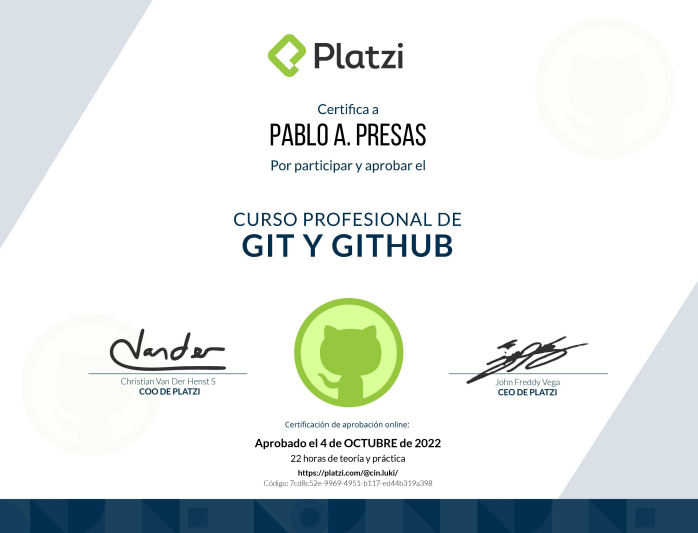 Platzi
Certifica a
PABLO A. PRESAS
Por participar y aprobar el
CURSO PROFESIONAL DE
GIT Y GITHUB
Vander
Christian Van Der Henst S
COO DE PLATZI
John Freddy Vega
CEO DE PLATZI
Certificación de aprobación online:
Aprobado el 4 de OCTUBRE de 2022
22 horas de teoría y práctica
https://platzi.com/@cin.luki/
Código: 7cd8c52e-9969-4951-b117-ed44b319a398